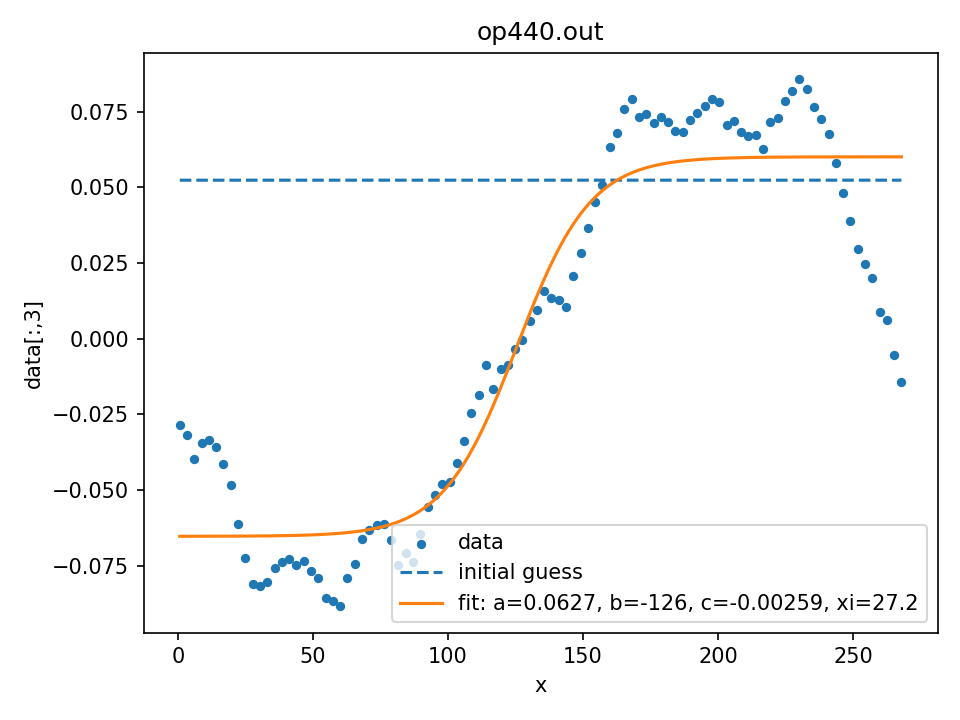 op440.out
data[:,3]
0.075
0.050
0.025
0.000
−0.025
−0.050
−0.075
data
initial guess
fit: a=0.0627, b=-126, c=-0.00259, xi=27.2
0 50 100 150 200 250
x